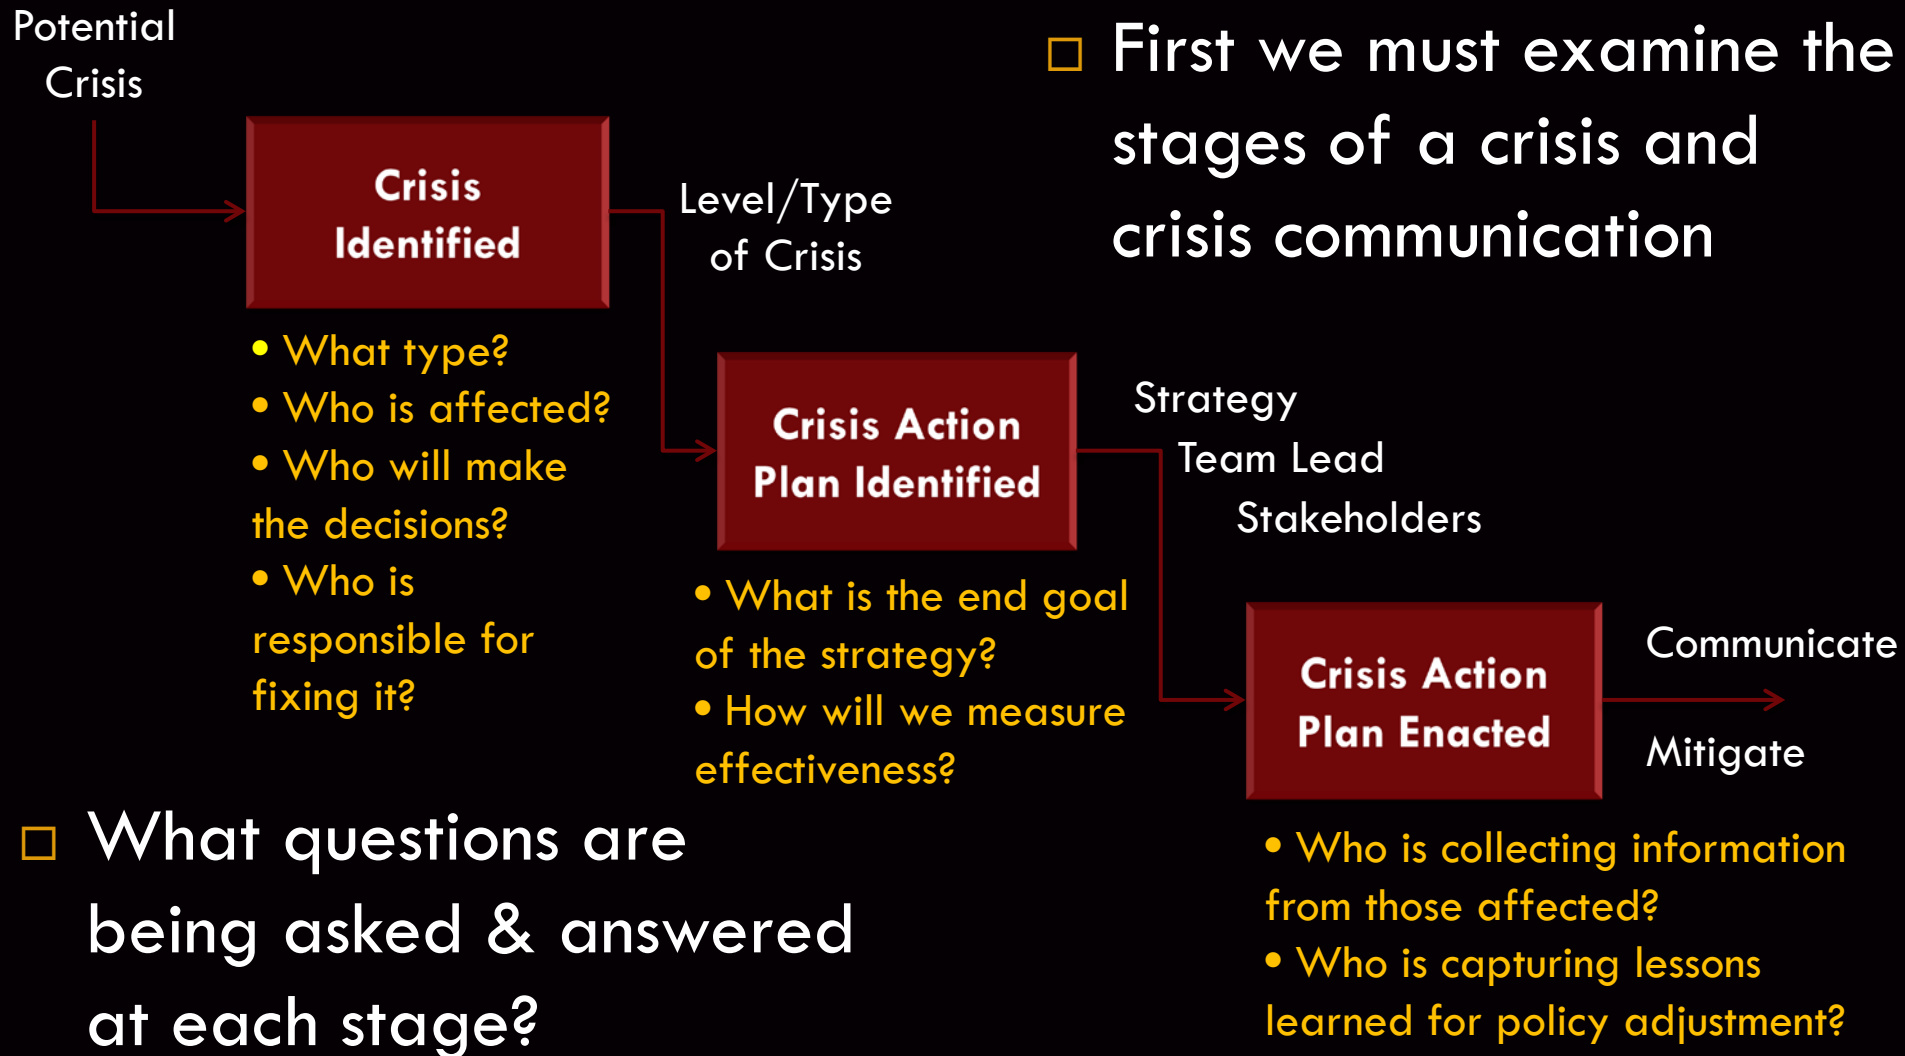 Potential
Crisis
□ First we must examine the
stages of a crisis and
crisis communication
Crisis
Identified
Level/Type
of Crisis
• What type?
• Who is affected?
• Who will make
the decisions?
• Who is
responsible for
fixing it?
Crisis Action
Plan Identified
Strategy
Team Lead
Stakeholders
• What is the end goal
of the strategy?
• How will we measure
effectiveness?
Crisis Action
Plan Enacted
Communicate
Mitigate
• Who is collecting information
from those affected?
• Who is capturing lessons
learned for policy adjustment?
□ What questions are
being asked & answered
at each stage?